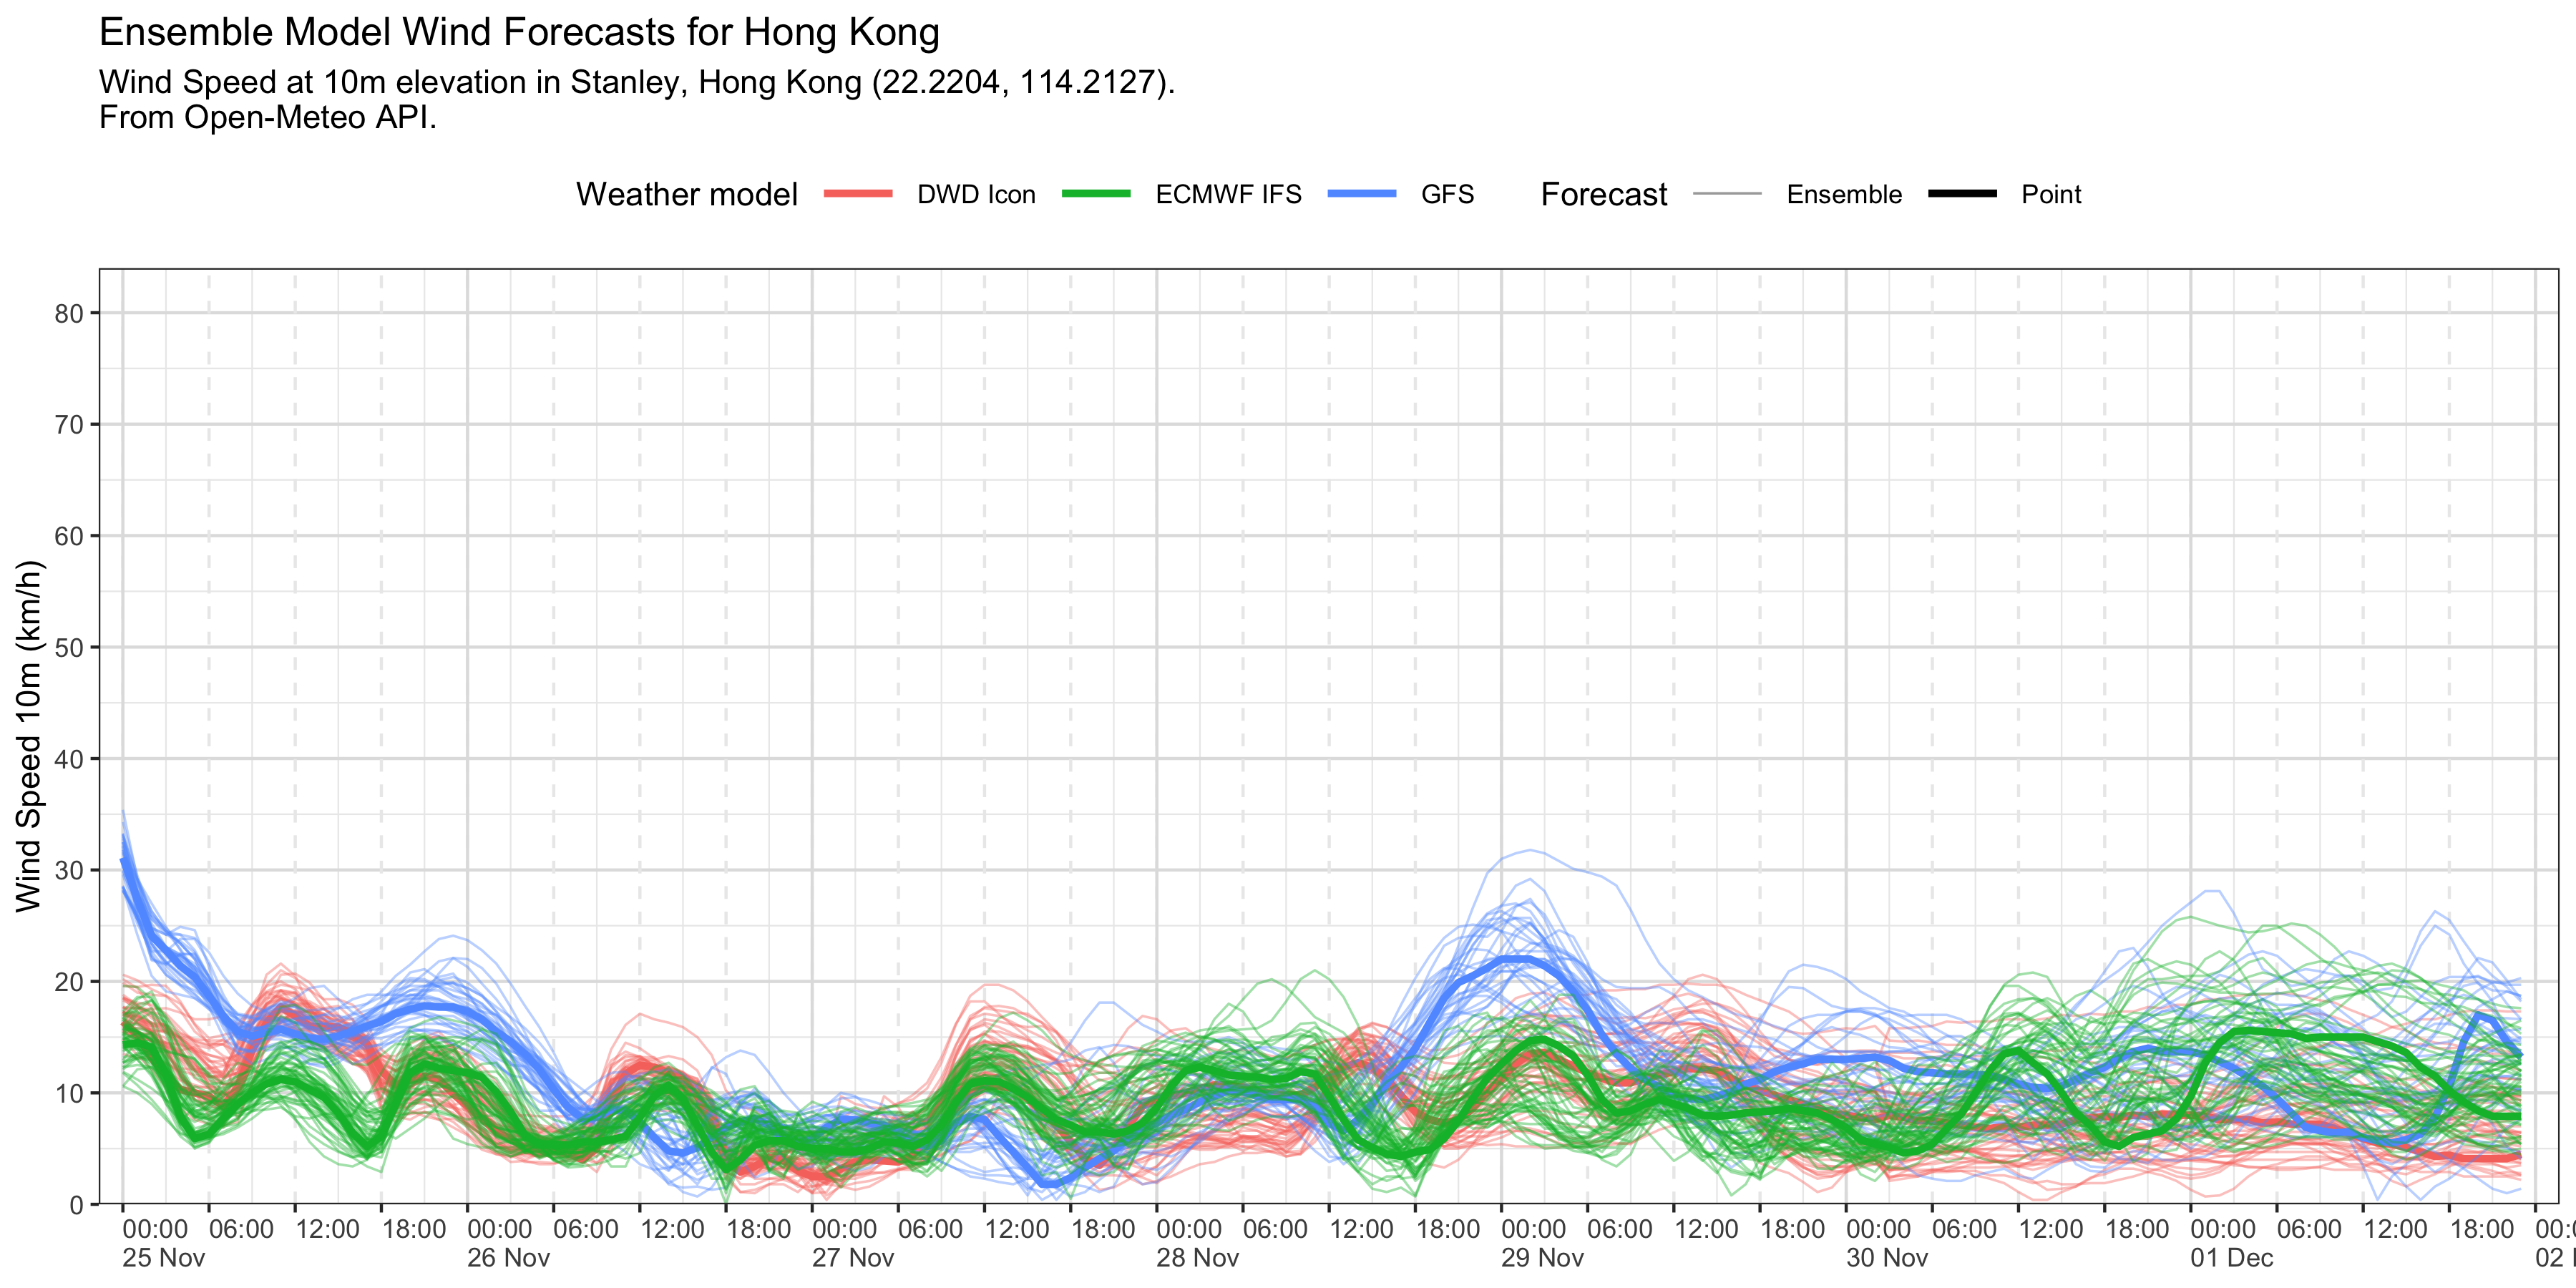 Ensemble Model Wind Forecasts for Hong Kong
Wind Speed at 10m elevation in Stanley, Hong Kong (22.2204, 114.2127).
From Open-Meteo API.
Weather model DWD Icon ECMWF IFS GFS Forecast Ensemble Point
Wind Speed 10m (km/h)
80
70
60
50
40
30
20
10
0
00:00 06:00 12:00 18:00 00:00 06:00 12:00 18:00 00:00 06:00 12:00 18:00 00:00 06:00 12:00 18:00 00:00 06:00 12:00 18:00 00:00 06:00 12:00 18:00 00:00 06:00 12:00 18:00
25 Nov 26 Nov 27 Nov 28 Nov 29 Nov 30 Nov 01 Dec 02